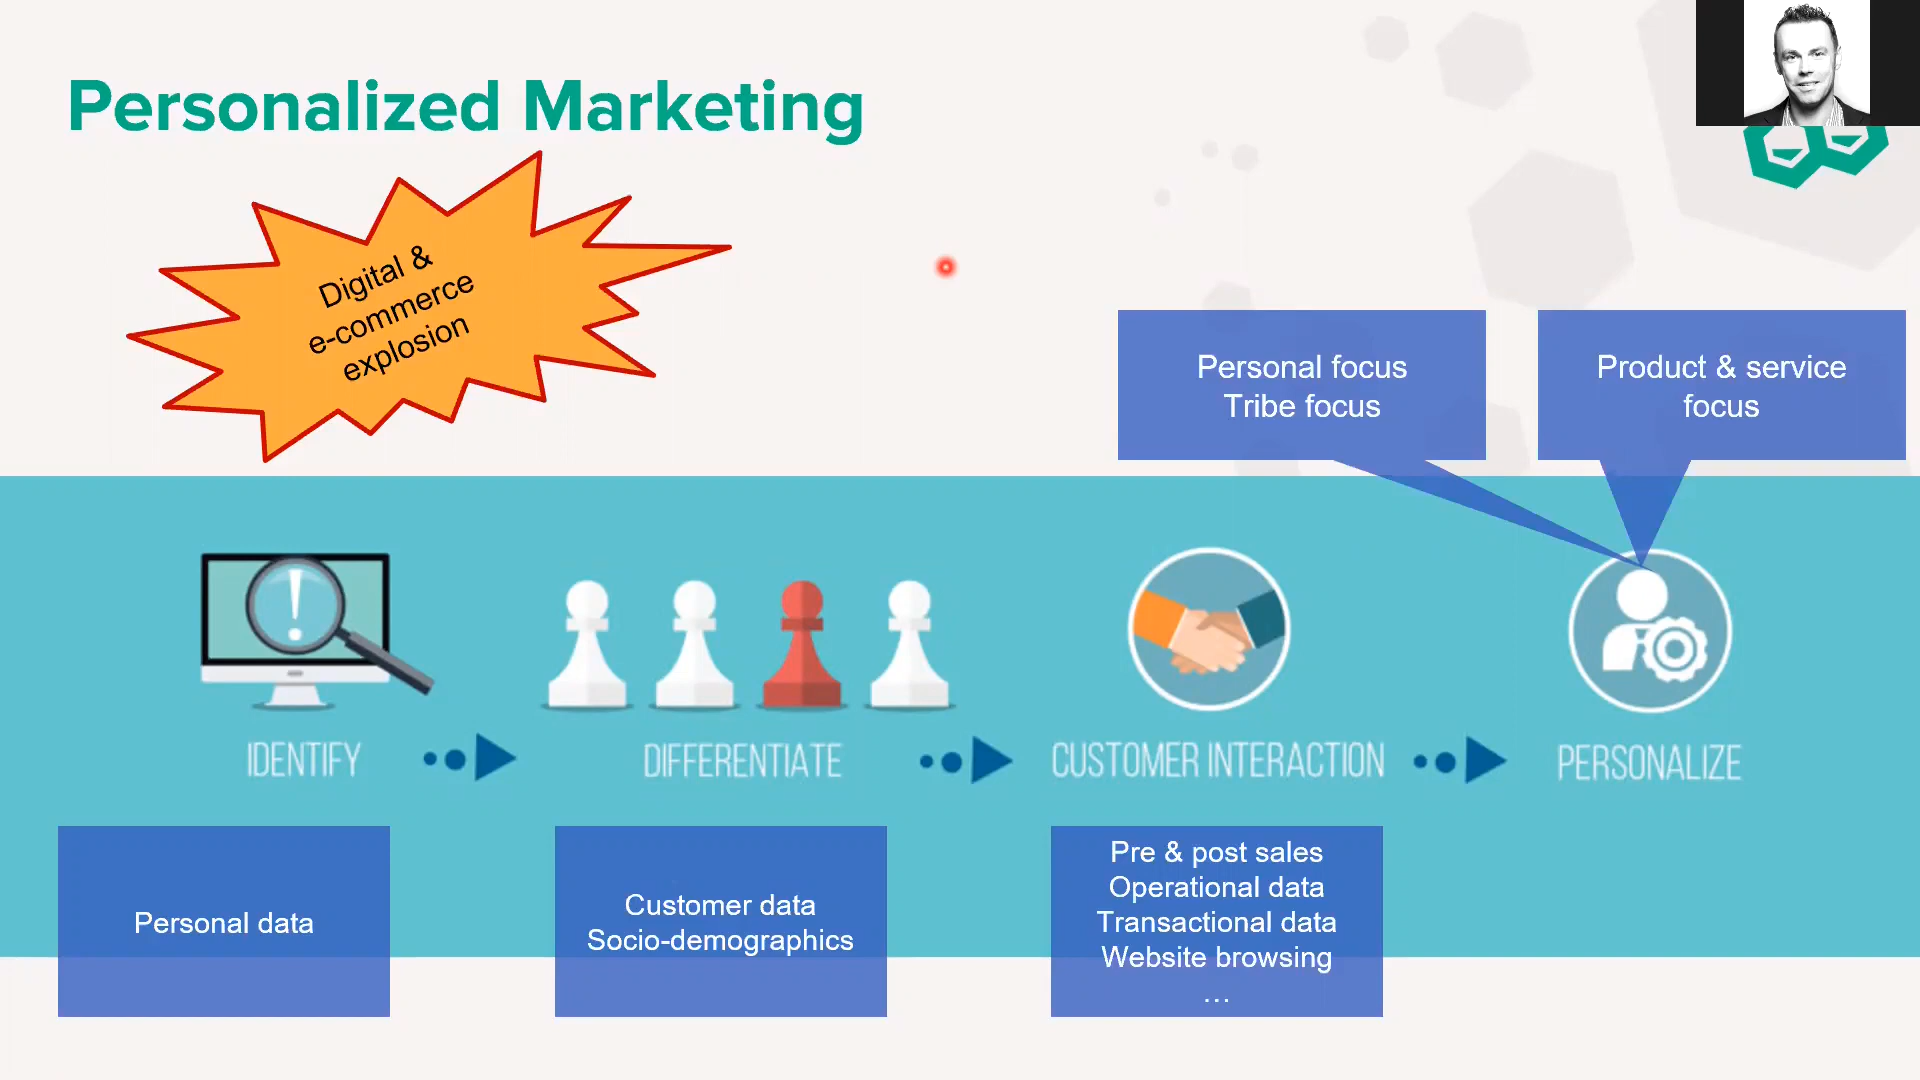 Personalized Marketing
Digital &
e-commerce
explosion
Personal focus
Tribe focus
Product & service
focus
IDENTIFY
DIFFERENTIATE
CUSTOMER INTERACTION
PERSONALIZE
Personal data
Customer data
Socio-demographics
Pre & post sales
Operational data
Transactional data
Website browsing
…